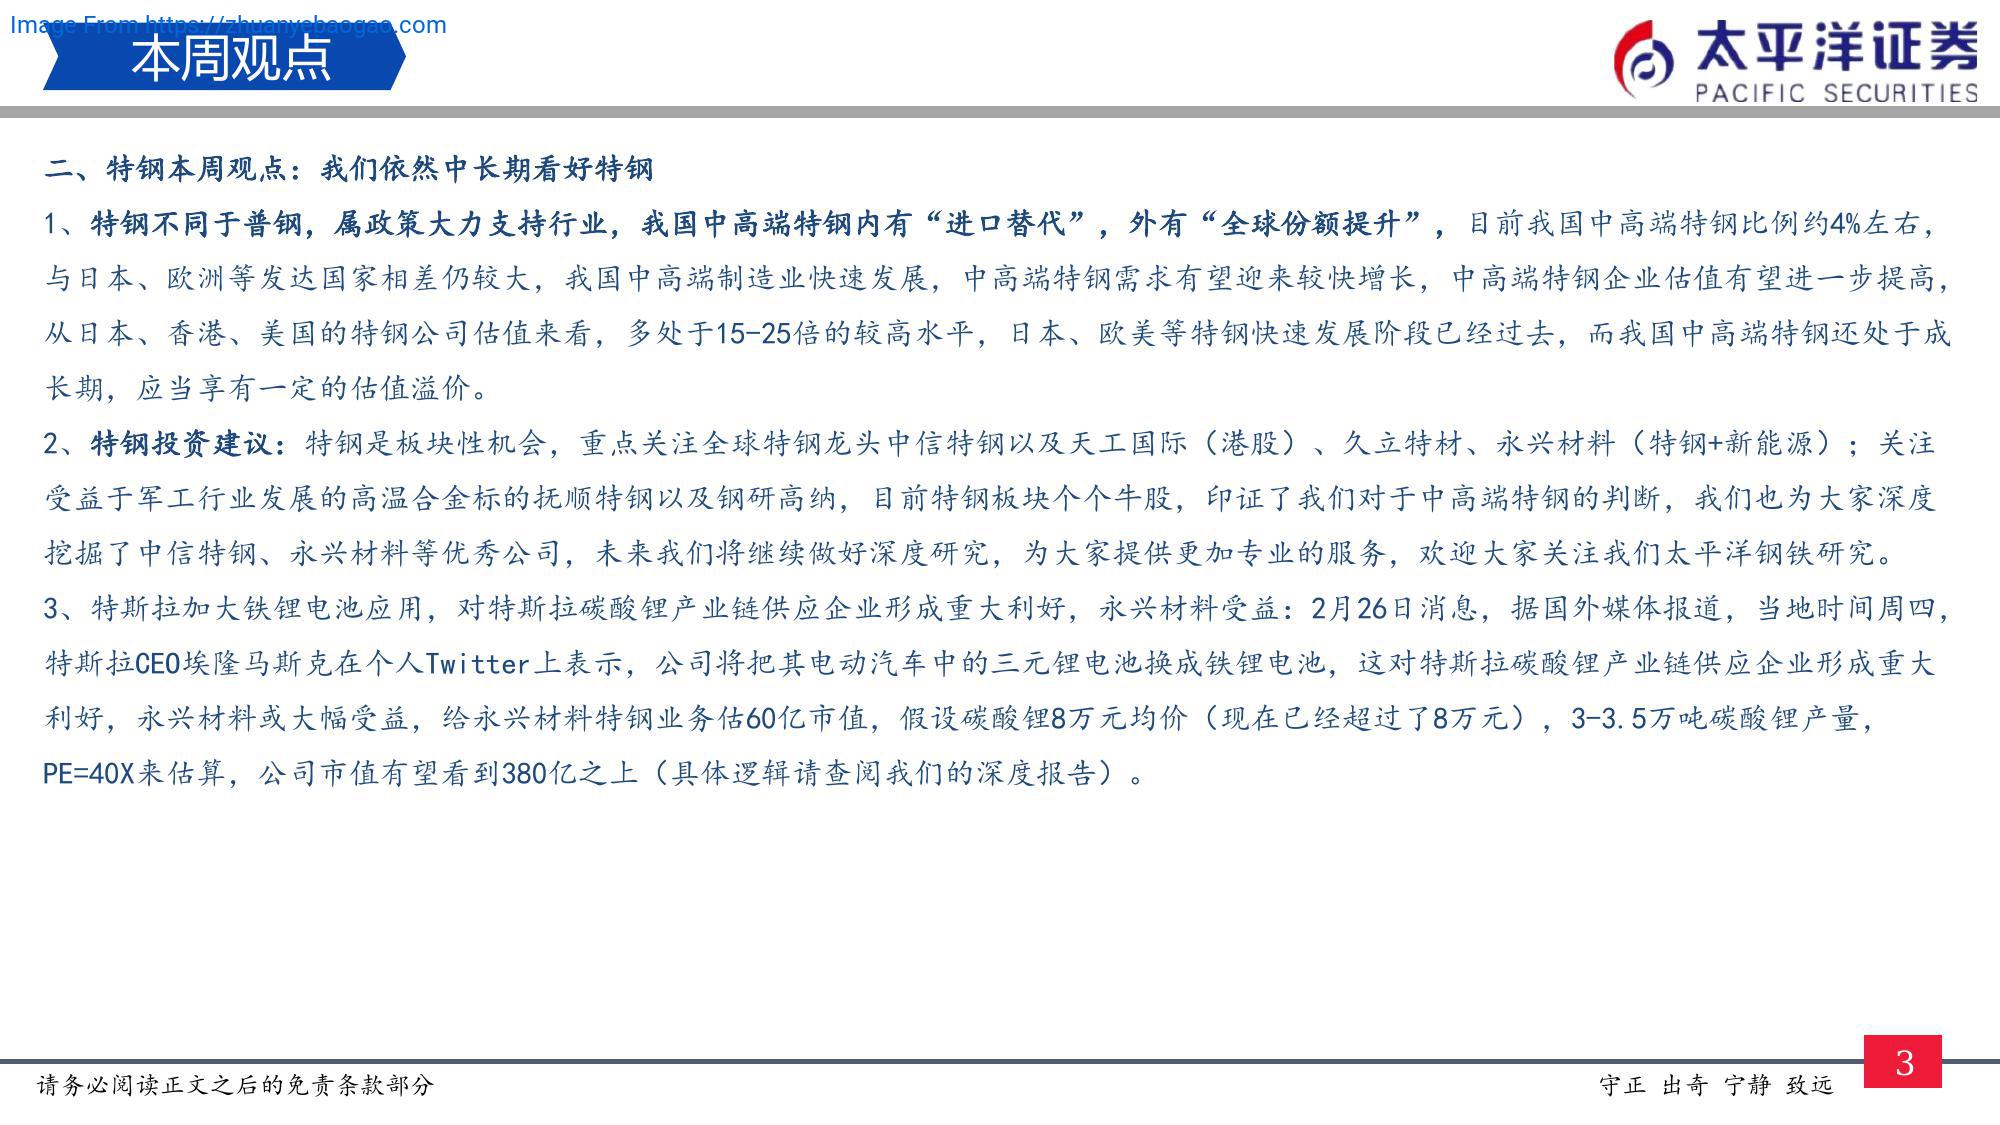 Image From https://zhuanyebaogao.com
本周观点
太平洋证券
PACIFIC SECURITIES
二、特钢本周观点：我们依然中长期看好特钢
1、特钢不同于普钢，属政策大力支持行业，我国中高端特钢内有“进口替代”，外有“全球份额提升”，目前我国中高端特钢比例约4%左右，
与日本、欧洲等发达国家相差仍较大，我国中高端制造业快速发展，中高端特钢需求有望迎来较快增长，中高端特钢企业估值有望进一步提高，
从日本、香港、美国的特钢公司估值来看，多处于15-25倍的较高水平，日本、欧美等特钢快速发展阶段已经过去，而我国中高端特钢还处于成
长期，应当享有一定的估值溢价。
2、特钢投资建议：特钢是板块性机会，重点关注全球特钢龙头中信特钢以及天工国际（港股）、久立特材、永兴材料（特钢+新能源）；关注
受益于军工行业发展的高温合金标的抚顺特钢以及钢研高纳，目前特钢板块个个牛股，印证了我们对于中高端特钢的判断，我们也为大家深度
挖掘了中信特钢、永兴材料等优秀公司，未来我们将继续做好深度研究，为大家提供更加专业的服务，欢迎大家关注我们太平洋钢铁研究。
3、特斯拉加大铁锂电池应用，对特斯拉碳酸锂产业链供应企业形成重大利好，永兴材料受益：2月26日消息，据国外媒体报道，当地时间周四，
特斯拉CEO埃隆马斯克在个人Twitter上表示，公司将把其电动汽车中的三元锂电池换成铁锂电池，这对特斯拉碳酸锂产业链供应企业形成重大
利好，永兴材料或大幅受益，给永兴材料特钢业务估60亿市值，假设碳酸锂8万元均价（现在已经超过了8万元），3-3.5万吨碳酸锂产量，
PE=40X来估算，公司市值有望看到380亿之上（具体逻辑请查阅我们的深度报告）。
请务必阅读正文之后的免责条款部分
守正 出奇 宁静 致远
3